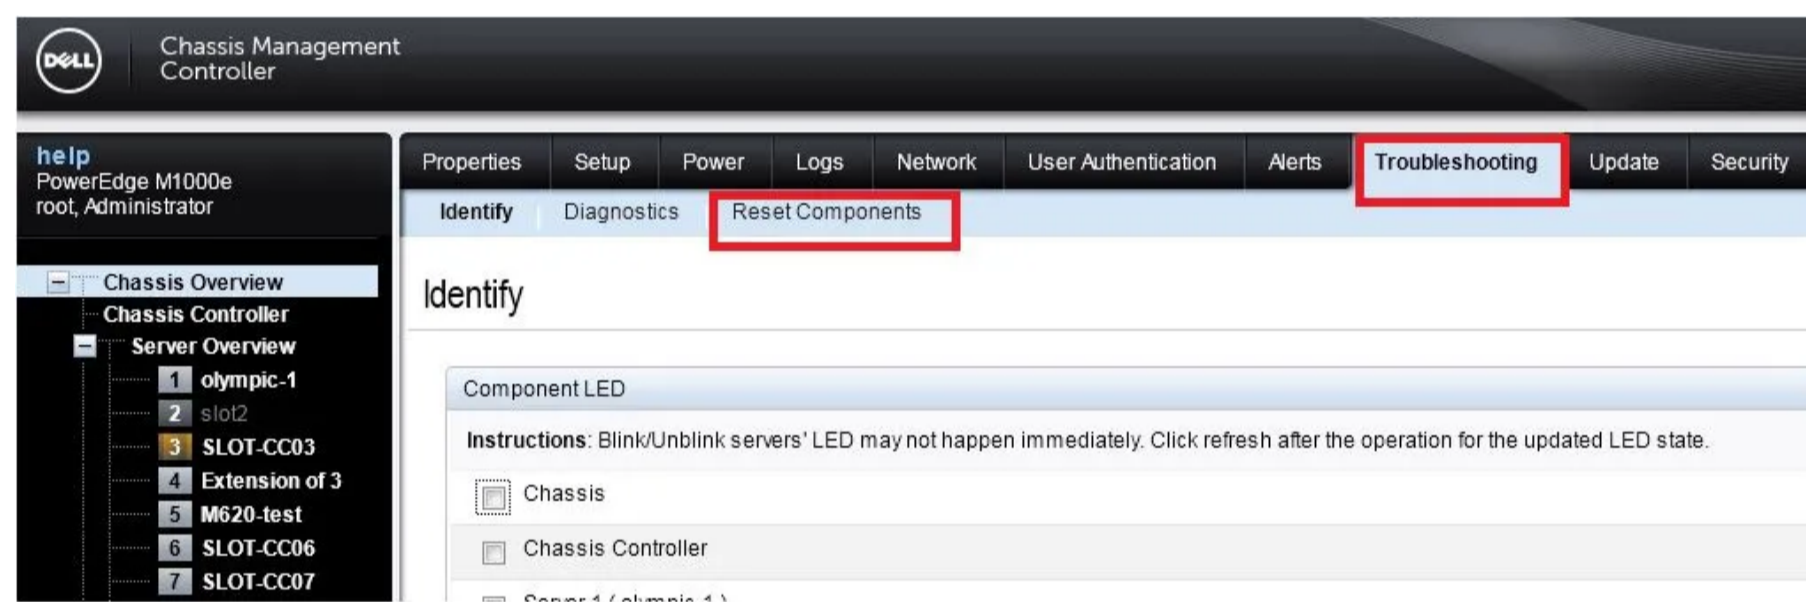 DELL
Chassis Management
Controller
help
PowerEdge M1000e
root, Administrator
Properties Setup Power Logs Network User Authentication Alerts Troubleshooting Update Security
Identify Diagnostics Reset Components
Chassis Overview
Chassis Controller
Server Overview
1 olympic-1
2 slot2
3 SLOT-CC03
4 Extension of 3
5 M620-test
6 SLOT-CC06
7 SLOT-CC07
Identify
Component LED
Instructions: Blink/Unblink servers' LED may not happen immediately. Click refresh after the operation for the updated LED state.
Chassis
Chassis Controller
Server 1 ( olympic-1 )